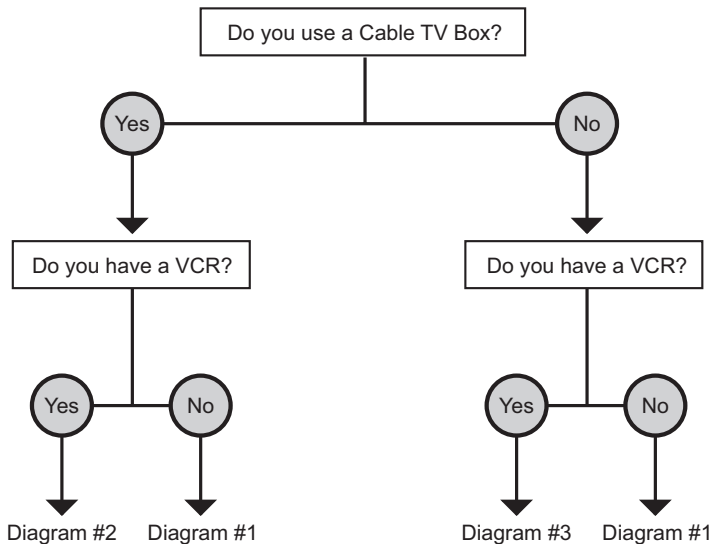 Do you use a Cable TV Box?
Yes
No
Do you have a VCR?
Do you have a VCR?
Yes
No
Yes
No
Diagram #2
Diagram #1
Diagram #3
Diagram #1